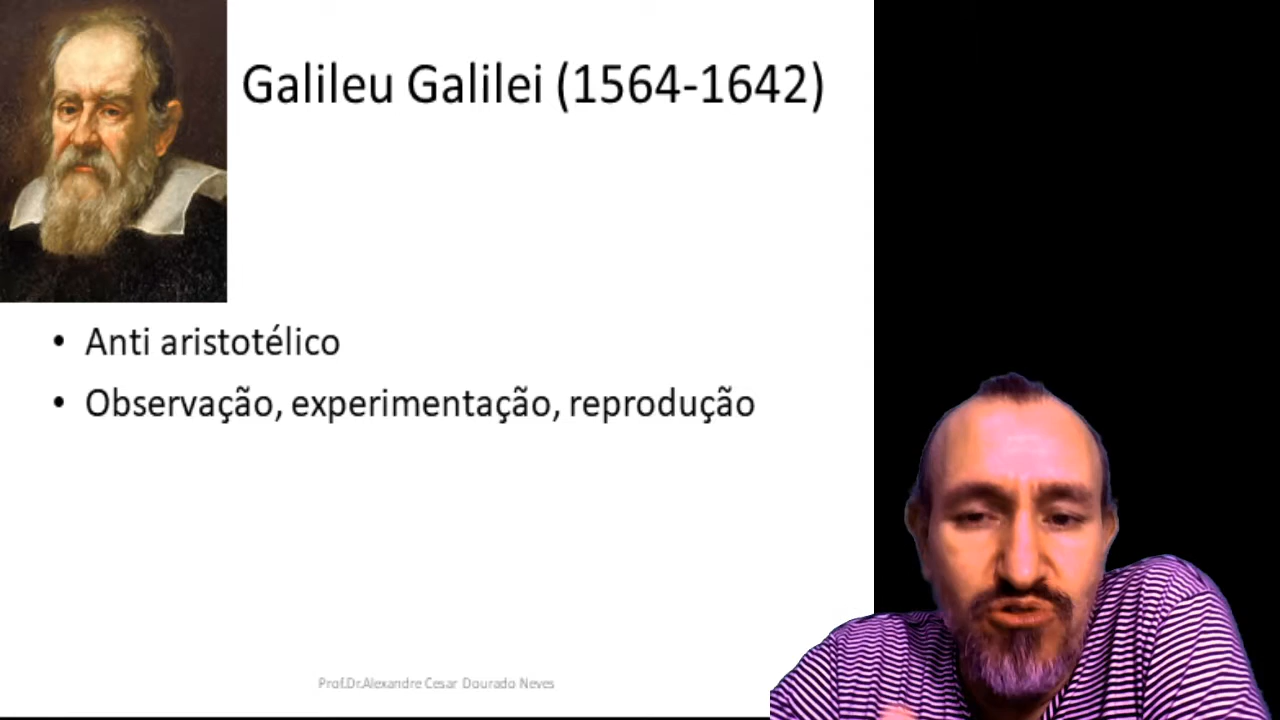 Galileu Galilei (1564-1642)
• Anti aristotélico
• Observação, experimentação, reprodução
Prof.Dr.Alexandre Cesar Dourado Neves